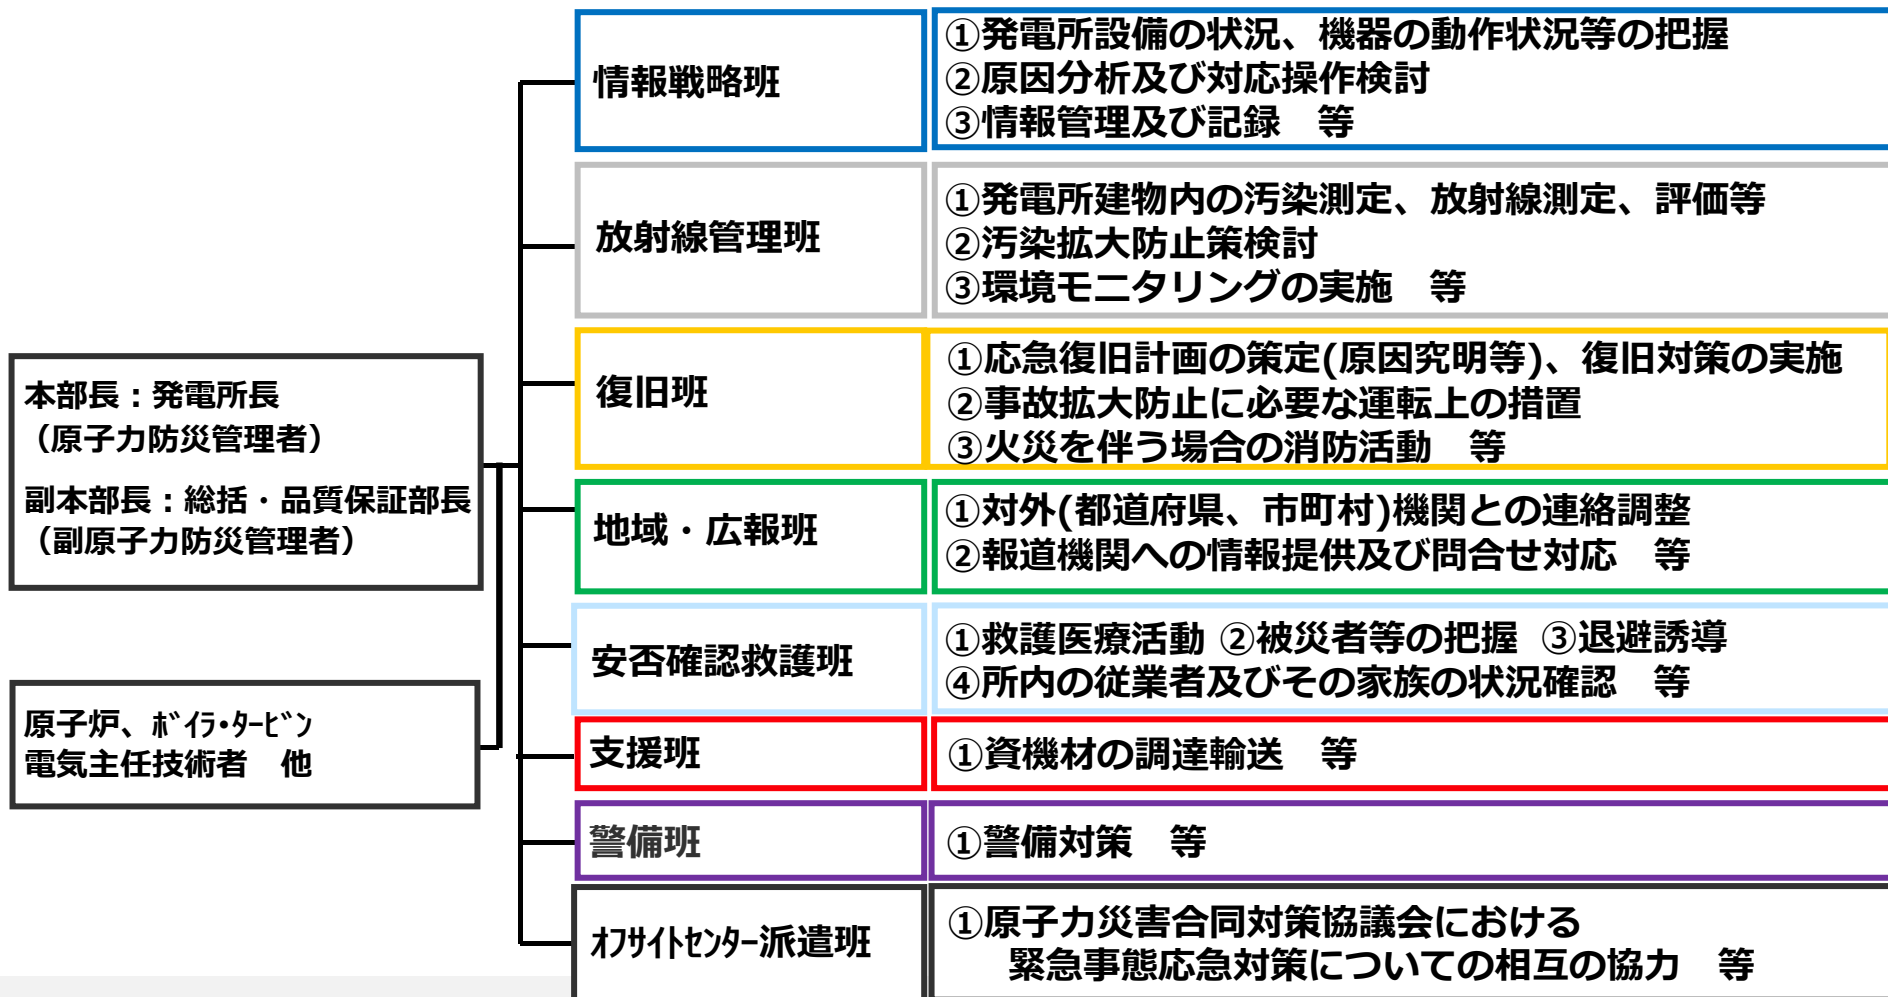 情報戦略班
①発電所設備の状況、機器の動作状況等の把握
②原因分析及び対応操作検討
③情報管理及び記録　等
放射線管理班
①発電所建物内の汚染測定、放射線測定、評価等
②汚染拡大防止策検討
③環境モニタリングの実施　等
本部長：発電所長
（原子力防災管理者）
副本部長：総括・品質保証部長
（副原子力防災管理者）
原子炉、ﾎﾞｲﾗ･ﾀｰﾋﾞﾝ
電気主任技術者　他
復旧班
①応急復旧計画の策定(原因究明等)、復旧対策の実施
②事故拡大防止に必要な運転上の措置
③火災を伴う場合の消防活動　等
地域・広報班
①対外(都道府県、市町村)機関との連絡調整
②報道機関への情報提供及び問合せ対応　等
安否確認救護班
①救護医療活動 ②被災者等の把握 ③退避誘導
④所内の従業者及びその家族の状況確認　等
支援班
①資機材の調達輸送　等
警備班
①警備対策　等
ｵﾌｻｲﾄｾﾝﾀｰ派遣班
①原子力災害合同対策協議会における
緊急事態応急対策についての相互の協力　等